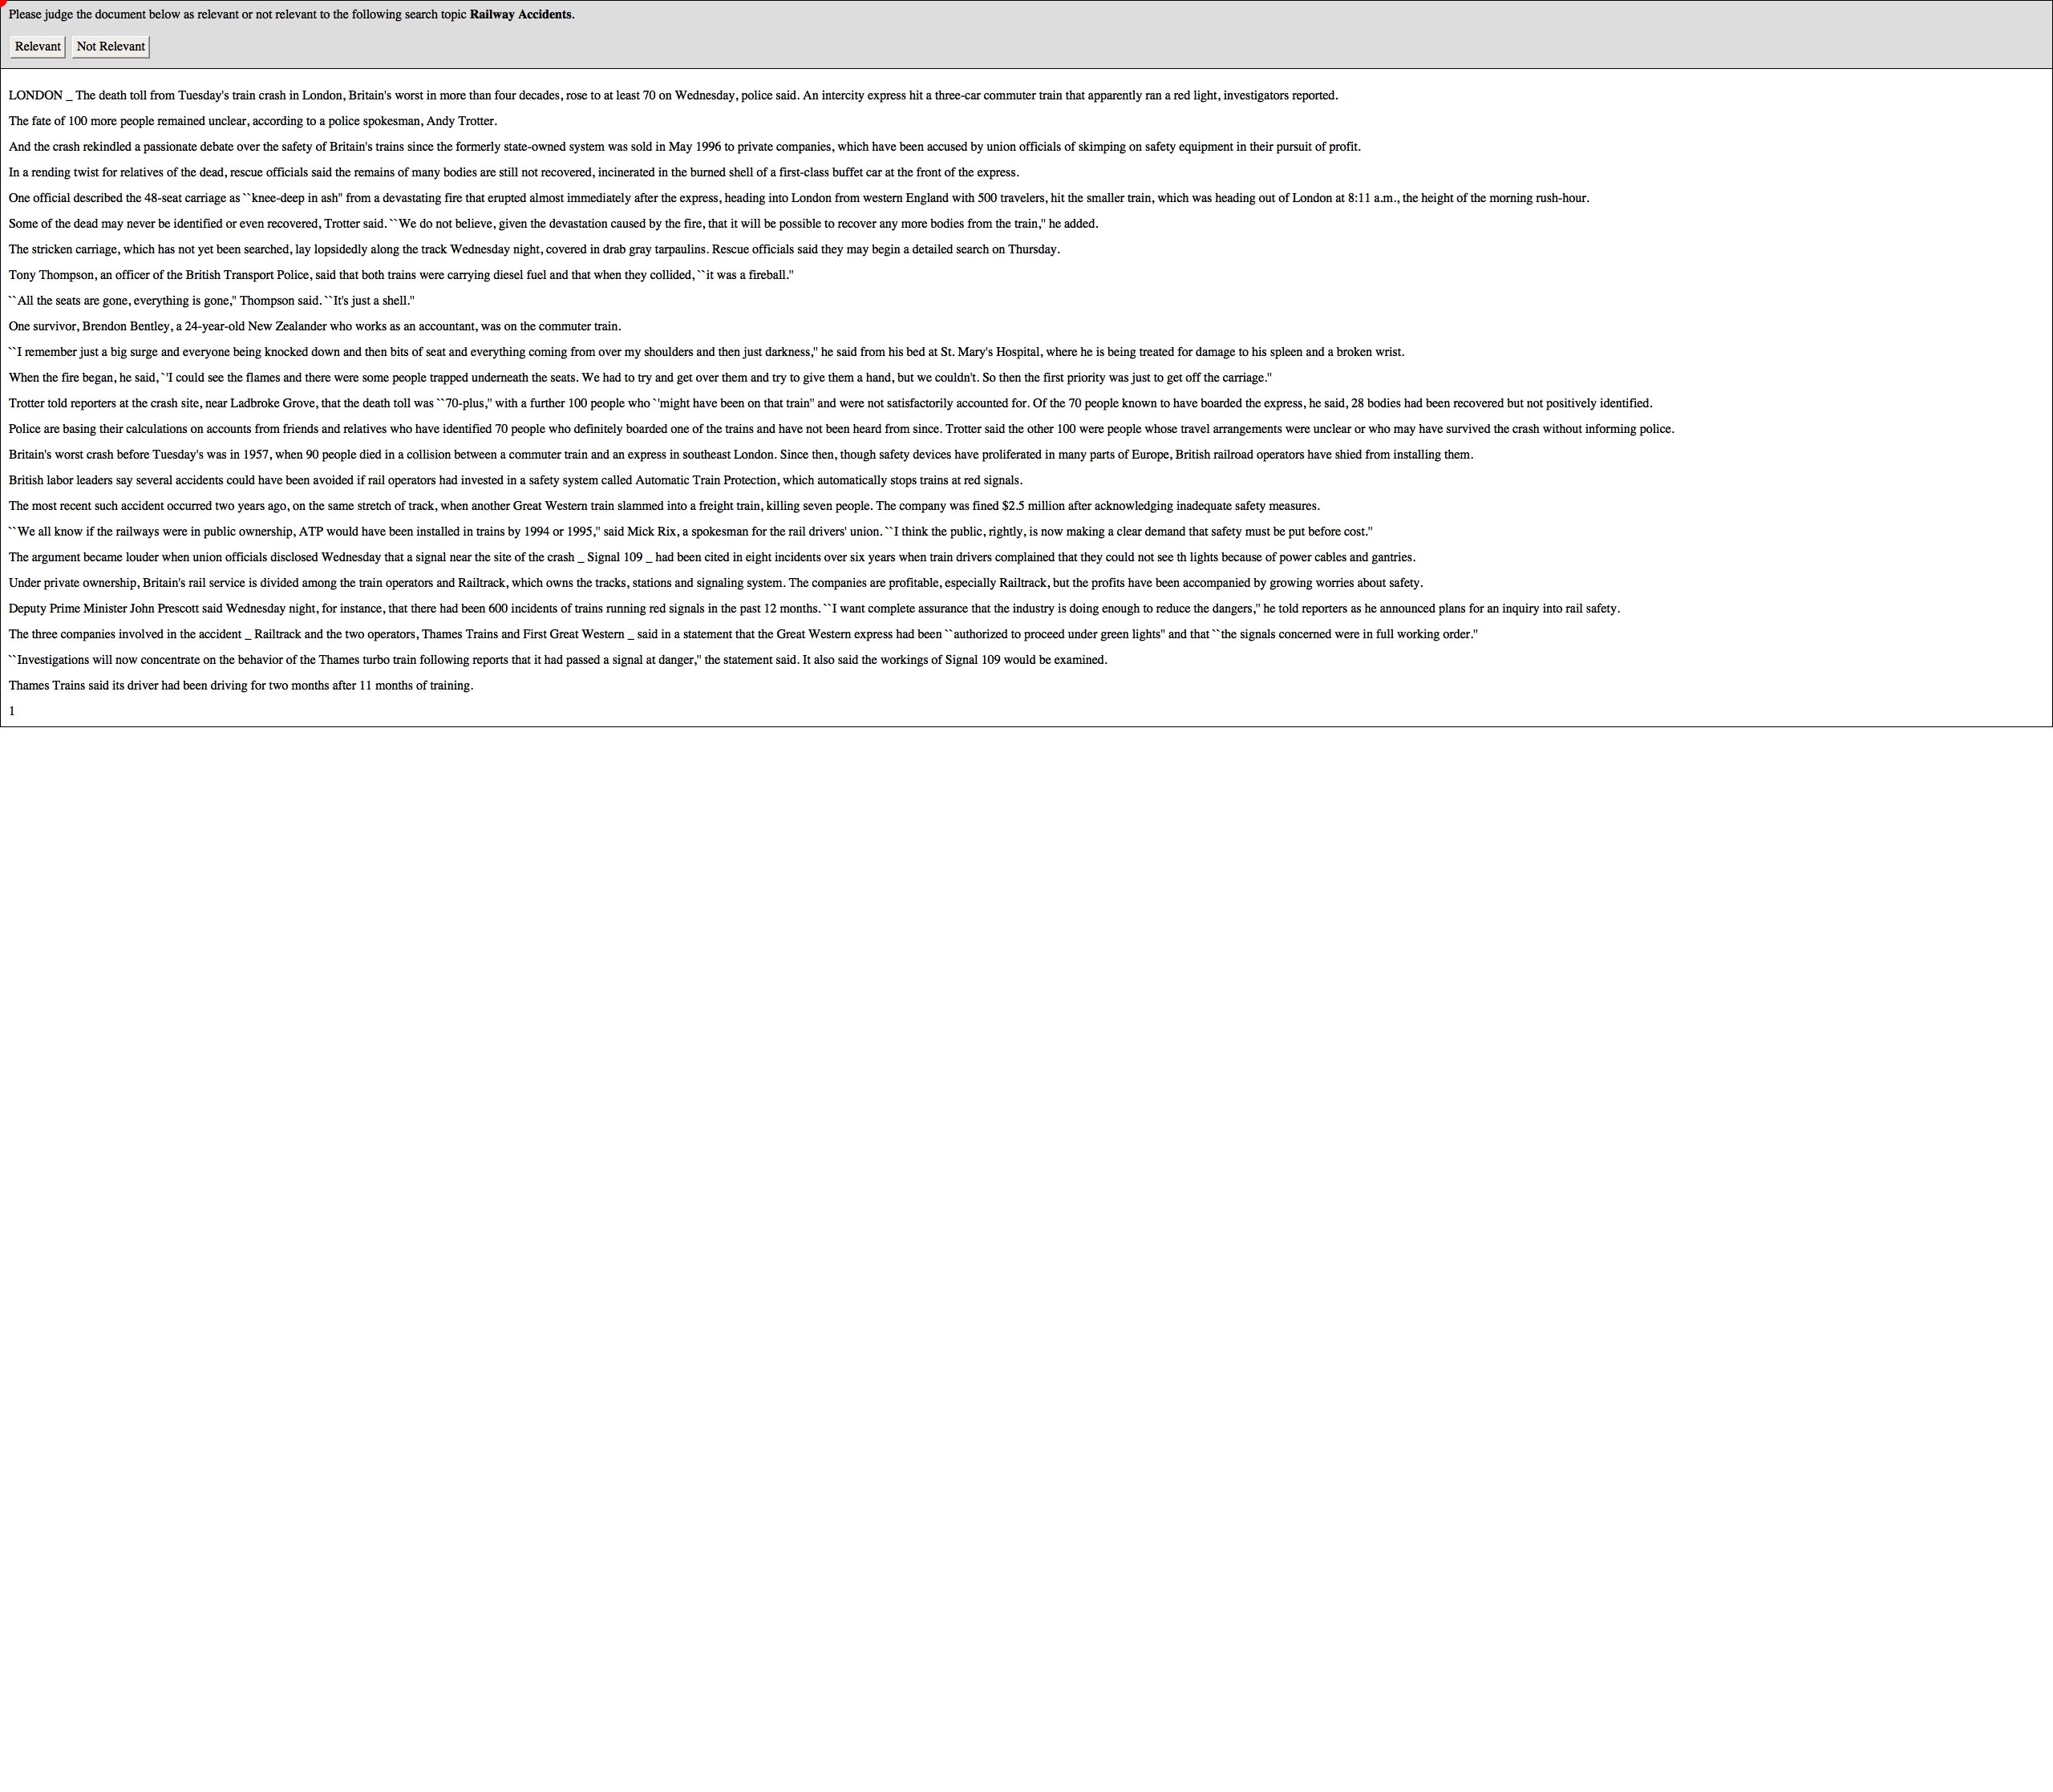 Please judge the document below as relevant or not relevant to the following search topic Railway Accidents.
Relevant Not Relevant
LONDON _ The death toll from Tuesday's train crash in London, Britain's worst in more than four decades, rose to at least 70 on Wednesday, police said. An intercity express hit a three-car commuter train that apparently ran a red light, investigators reported.
The fate of 100 more people remained unclear, according to a police spokesman, Andy Trotter.
And the crash rekindled a passionate debate over the safety of Britain's trains since the formerly state-owned system was sold in May 1996 to private companies, which have been accused by union officials of skimping on safety equipment in their pursuit of profit.
In a rending twist for relatives of the dead, rescue officials said the remains of many bodies are still not recovered, incinerated in the burned shell of a first-class buffet car at the front of the express.
One official described the 48-seat carriage as ``knee-deep in ash'' from a devastating fire that erupted almost immediately after the express, heading into London from western England with 500 travelers, hit the smaller train, which was heading out of London at 8:11 a.m., the height of the morning rush-hour.
Some of the dead may never be identified or even recovered, Trotter said. ``We do not believe, given the devastation caused by the fire, that it will be possible to recover any more bodies from the train,'' he added.
The stricken carriage, which has not yet been searched, lay lopsidedly along the track Wednesday night, covered in drab gray tarpaulins. Rescue officials said they may begin a detailed search on Thursday.
Tony Thompson, an officer of the British Transport Police, said that both trains were carrying diesel fuel and that when they collided, ``it was a fireball.''
``All the seats are gone, everything is gone,'' Thompson said. ``It's just a shell.''
One survivor, Brendon Bentley, a 24-year-old New Zealander who works as an accountant, was on the commuter train.
``I remember just a big surge and everyone being knocked down and then bits of seat and everything coming from over my shoulders and then just darkness,'' he said from his bed at St. Mary's Hospital, where he is being treated for damage to his spleen and a broken wrist.
When the fire began, he said, `'I could see the flames and there were some people trapped underneath the seats. We had to try and get over them and try to give them a hand, but we couldn't. So then the first priority was just to get off the carriage.''
Trotter told reporters at the crash site, near Ladbroke Grove, that the death toll was ``70-plus,'' with a further 100 people who `'might have been on that train'' and were not satisfactorily accounted for. Of the 70 people known to have boarded the express, he said, 28 bodies had been recovered but not positively identified.
Police are basing their calculations on accounts from friends and relatives who have identified 70 people who definitely boarded one of the trains and have not been heard from since. Trotter said the other 100 were people whose travel arrangements were unclear or who may have survived the crash without informing police.
Britain's worst crash before Tuesday's was in 1957, when 90 people died in a collision between a commuter train and an express in southeast London. Since then, though safety devices have proliferated in many parts of Europe, British railroad operators have shied from installing them.
British labor leaders say several accidents could have been avoided if rail operators had invested in a safety system called Automatic Train Protection, which automatically stops trains at red signals.
The most recent such accident occurred two years ago, on the same stretch of track, when another Great Western train slammed into a freight train, killing seven people. The company was fined $2.5 million after acknowledging inadequate safety measures.
``We all know if the railways were in public ownership, ATP would have been installed in trains by 1994 or 1995,'' said Mick Rix, a spokesman for the rail drivers' union. ``I think the public, rightly, is now making a clear demand that safety must be put before cost.''
The argument became louder when union officials disclosed Wednesday that a signal near the site of the crash _ Signal 109 _ had been cited in eight incidents over six years when train drivers complained that they could not see th lights because of power cables and gantries.
Under private ownership, Britain's rail service is divided among the train operators and Railtrack, which owns the tracks, stations and signaling system. The companies are profitable, especially Railtrack, but the profits have been accompanied by growing worries about safety.
Deputy Prime Minister John Prescott said Wednesday night, for instance, that there had been 600 incidents of trains running red signals in the past 12 months. ``I want complete assurance that the industry is doing enough to reduce the dangers,'' he told reporters as he announced plans for an inquiry into rail safety.
The three companies involved in the accident _ Railtrack and the two operators, Thames Trains and First Great Western _ said in a statement that the Great Western express had been ``authorized to proceed under green lights'' and that ``the signals concerned were in full working order.''
``Investigations will now concentrate on the behavior of the Thames turbo train following reports that it had passed a signal at danger,'' the statement said. It also said the workings of Signal 109 would be examined.
Thames Trains said its driver had been driving for two months after 11 months of training.
1